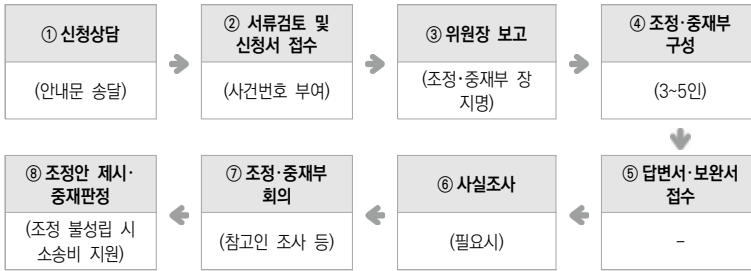 ① 신청상담
(안내문 송달)
② 서류검토 및
신청서 접수
(사건번호 부여)
③ 위원장 보고
(조정·중재부 장
지명)
④ 조정·중재부
구성
(3~5인)
⑤ 답변서·보완서
접수
-
⑥ 사실조사
(필요시)
⑦ 조정·중재부
회의
(참고인 조사 등)
⑧ 조정안 제시·
중재판정
(조정 불성립 시
소송비 지원)